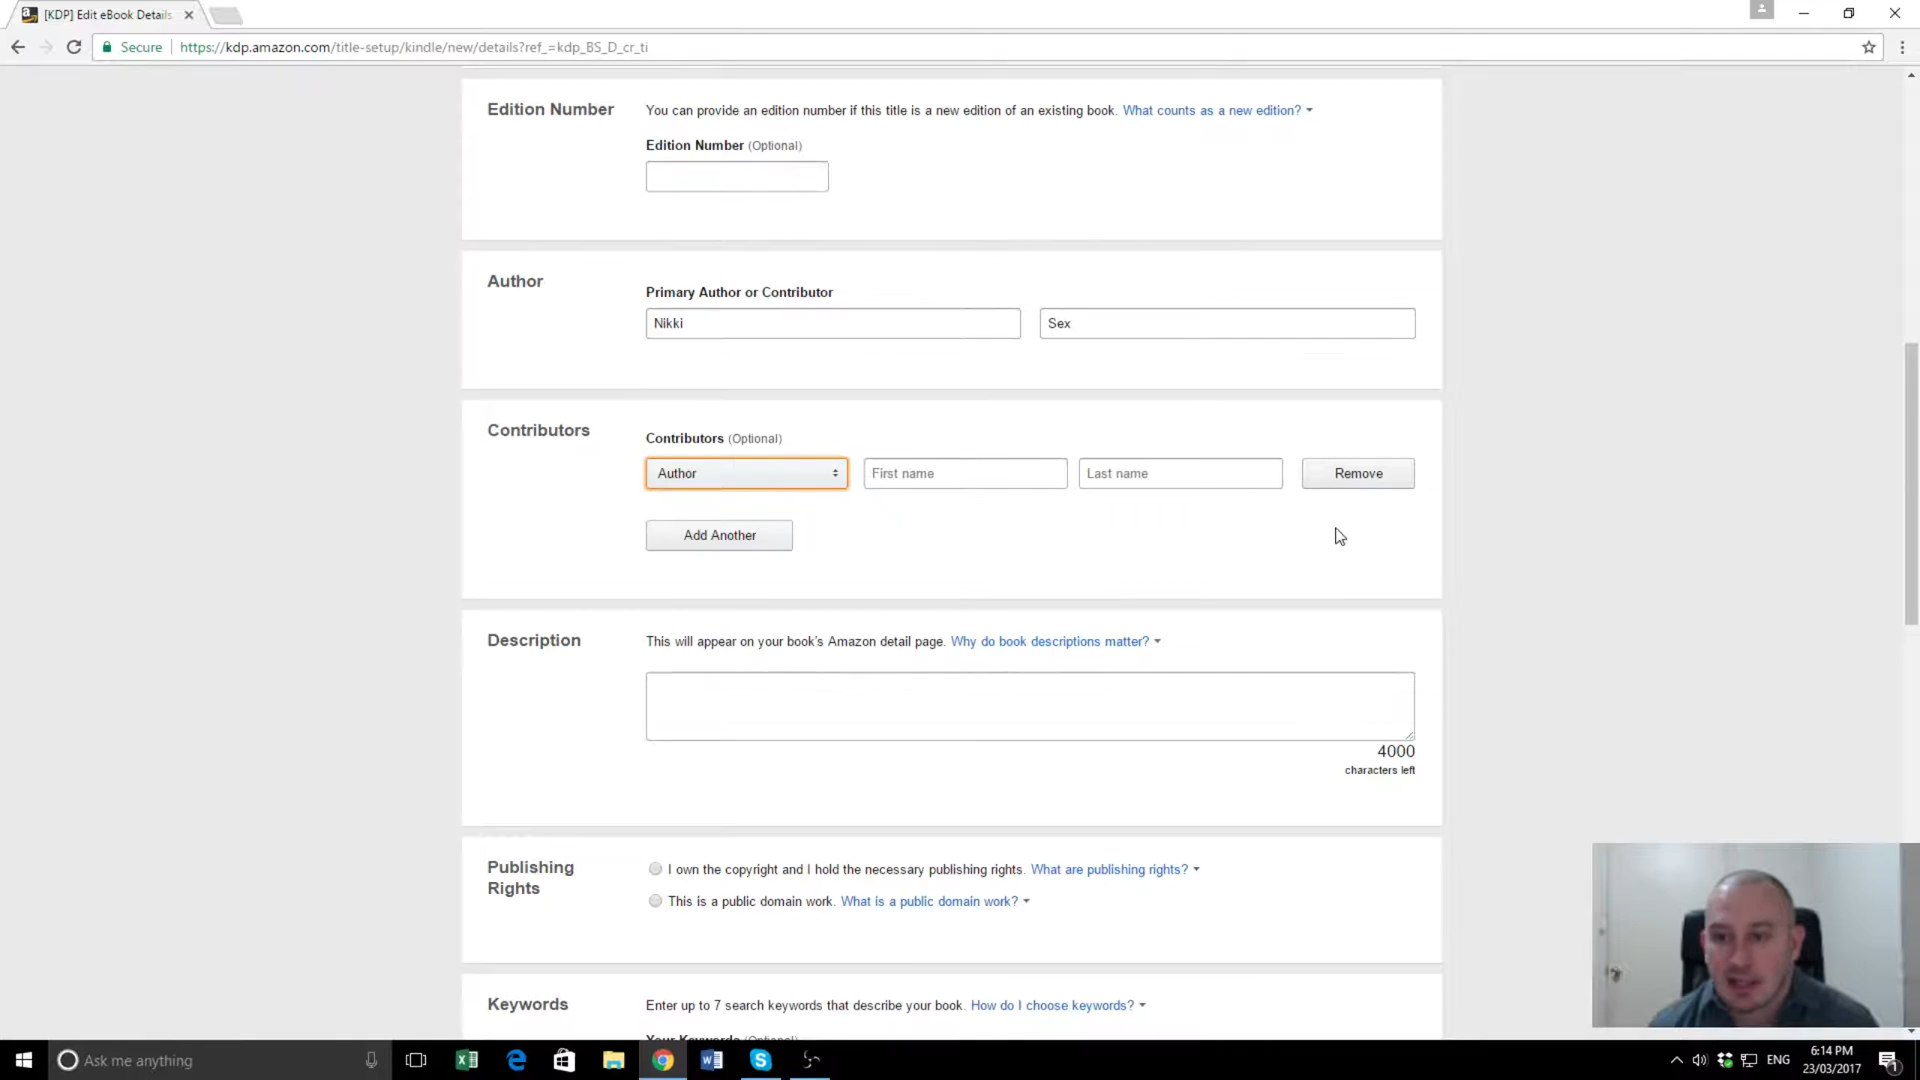 [KDP] Edit eBook Details
Secure
https://kdp.amazon.com/title-setup/kindle/new/details?ref_=kdp_BS_D_cr_ti
Edition Number
You can provide an edition number if this title is a new edition of an existing book. What counts as a new edition?
Edition Number (Optional)
Author
Primary Author or Contributor
Nikki
Sex
Contributors
Contributors (Optional)
Author
First name
Last name
Remove
Add Another
Description
This will appear on your book's Amazon detail page. Why do book descriptions matter?
4000
characters left
Publishing
Rights
I own the copyright and I hold the necessary publishing rights. What are publishing rights?
This is a public domain work. What is a public domain work?
Keywords
Enter up to 7 search keywords that describe your book. How do I choose keywords?
Your Keywords (Optional)
Ask me anything
ENG
6:14 PM
23/03/2017
1